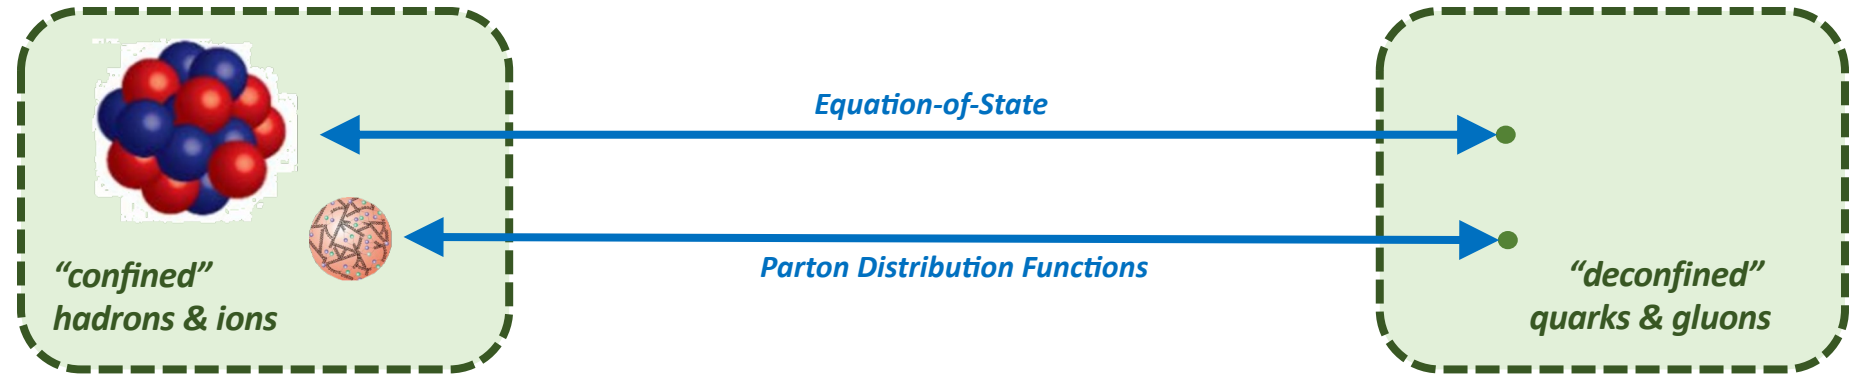 Equation-of-State
Parton Distribution Functions
“confined”
hadrons & ions
“deconfined”
quarks & gluons